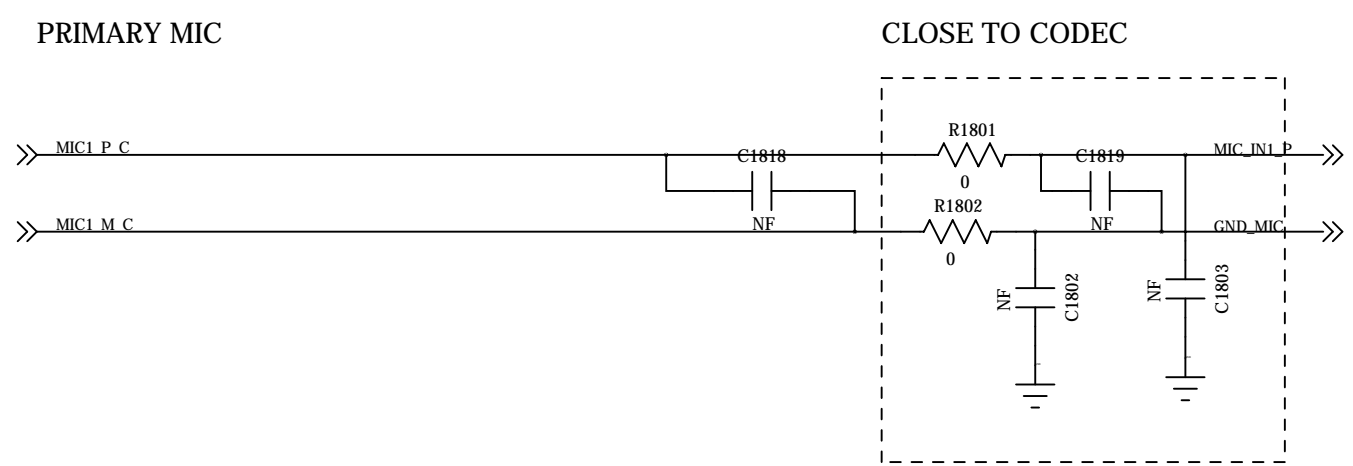 PRIMARY MIC
CLOSE TO CODEC
R1801
MIC1_P_C
C1818
C1819
MIC_IN1_P
0
R1802
MIC1_M_C
NF
NF
GND_MIC
0
NF
C1802
NF
C1803